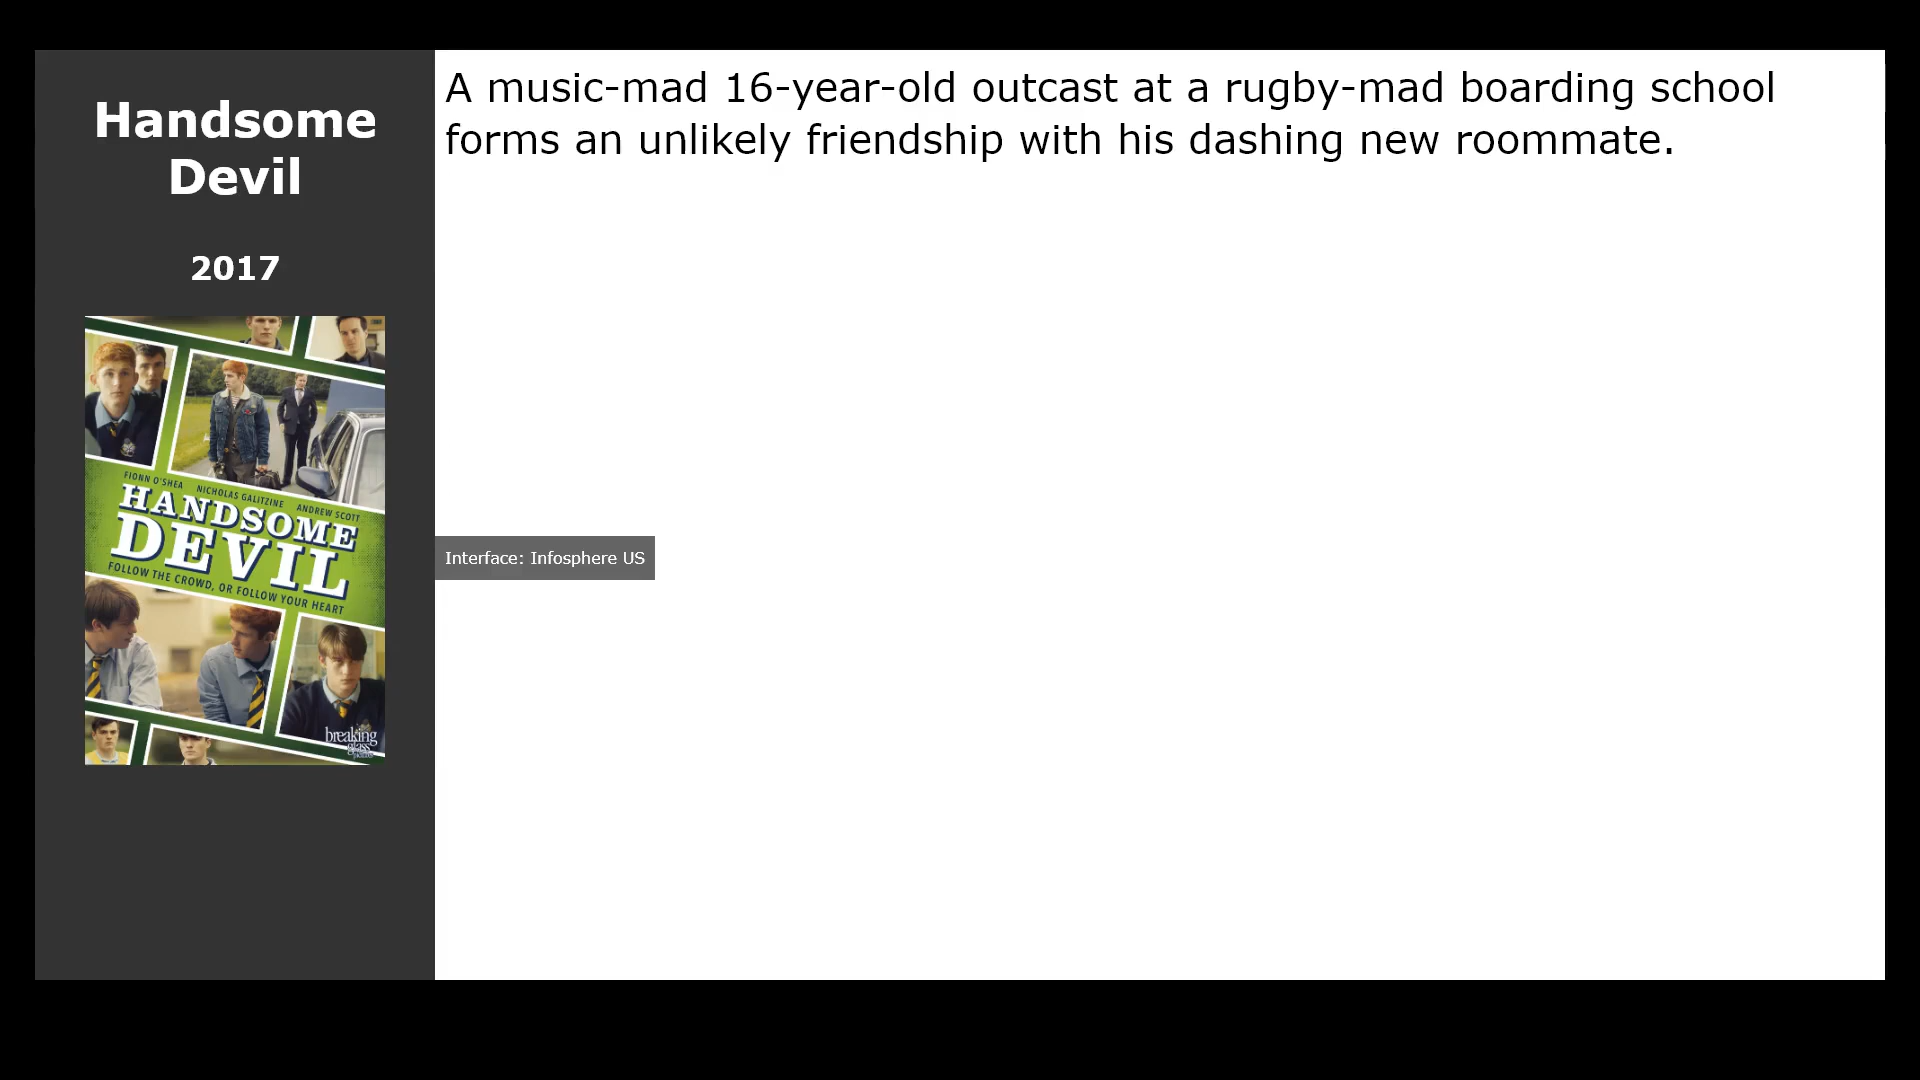 Handsome
Devil
2017
FIONN O'SHEA NICHOLAS GALITZINE ANDREW SCOTT
HANDSOME
DEVIL
FOLLOW THE CROWD, OR FOLLOW YOUR HEART
breaking
glass
pictures
A music-mad 16-year-old outcast at a rugby-mad boarding school
forms an unlikely friendship with his dashing new roommate.
Interface: Infosphere US